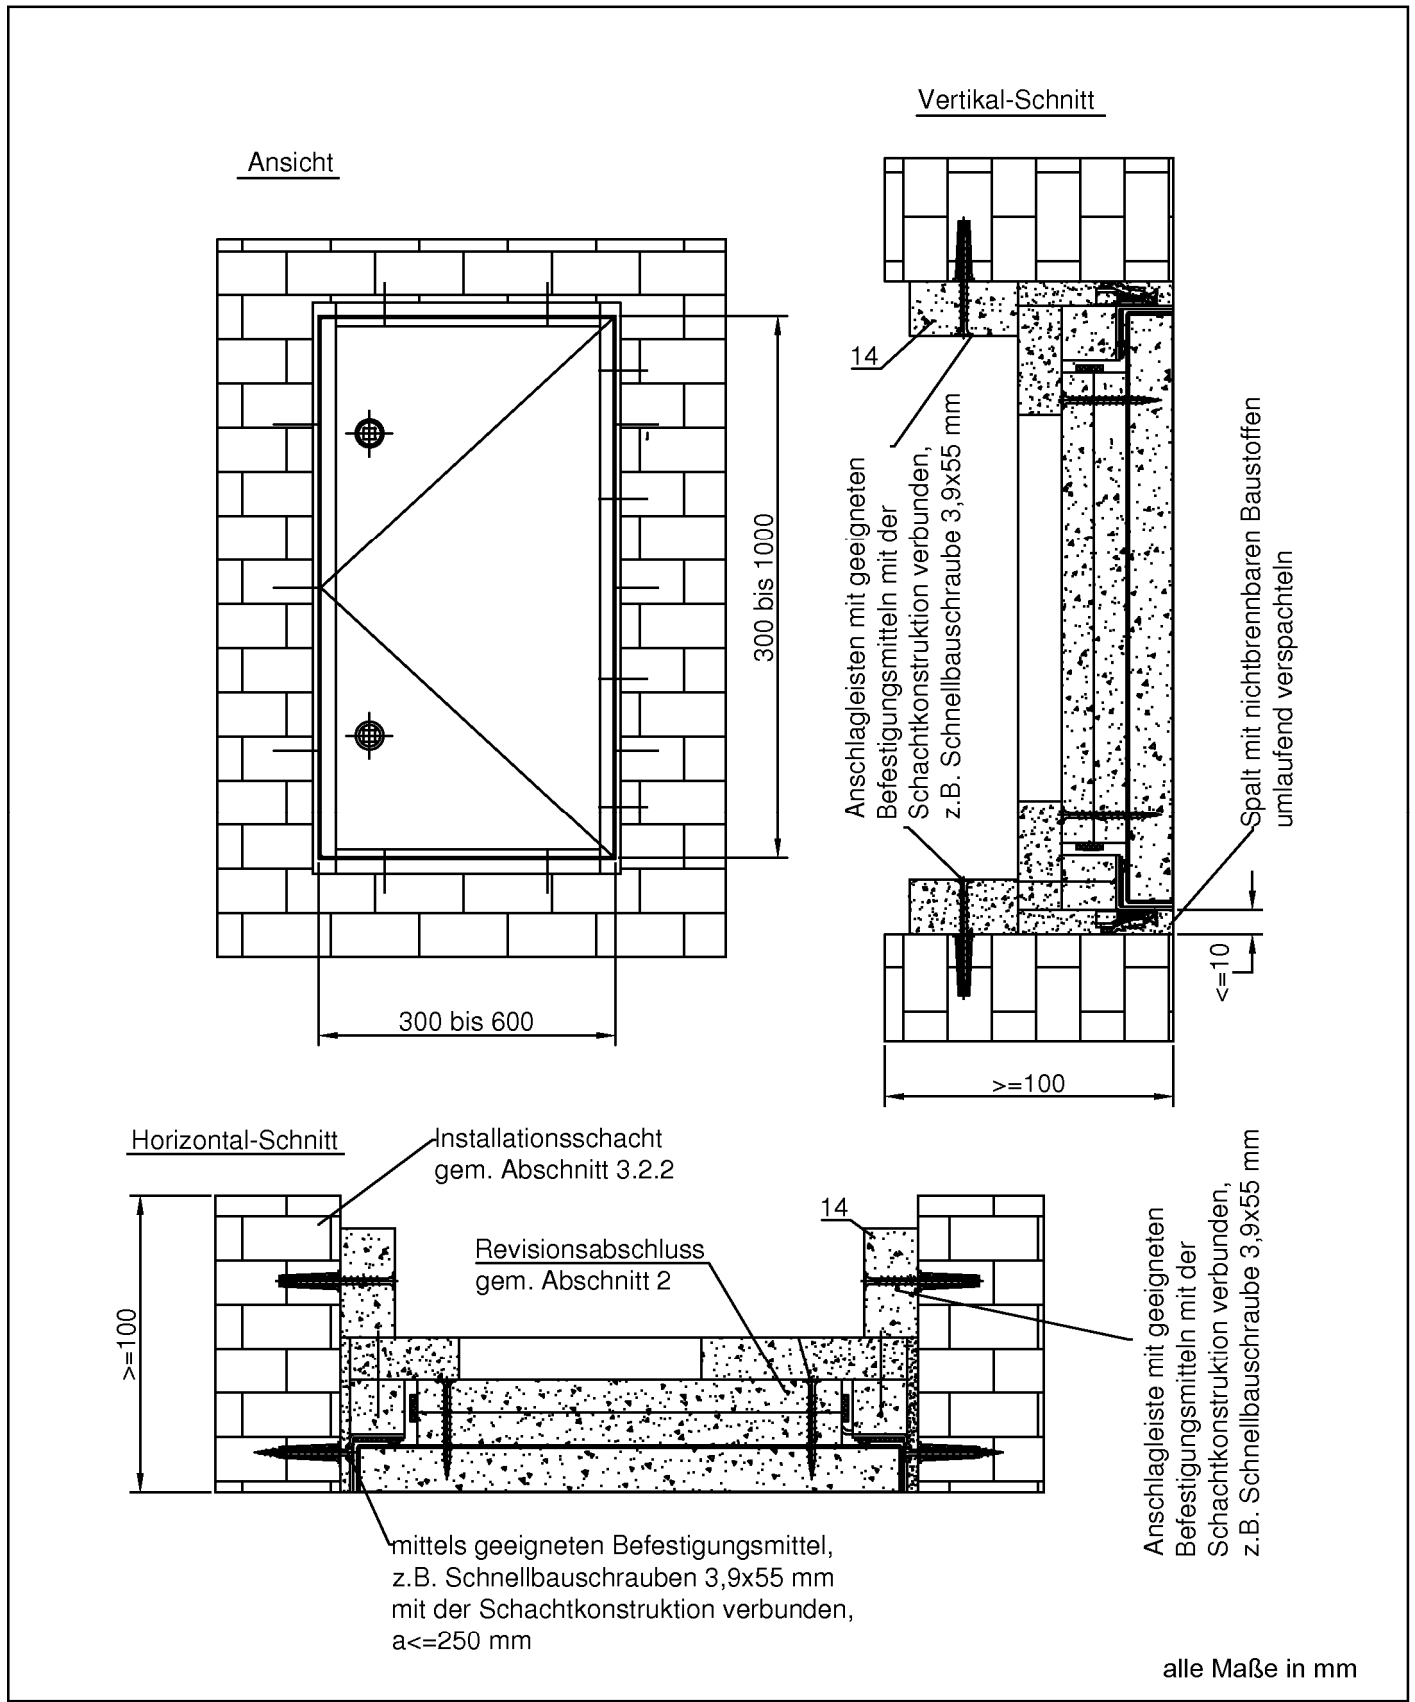 Vertikal-Schnitt
Ansicht
14
Anschlagleisten mit geeigneten
Befestigungsmitteln mit der
Schachtkonstruktion verbunden,
z.B. Schnellbauschraube 3,9x55 mm
300 bis 1000
Spalt mit nichtbrennbaren Baustoffen
umlaufend verspachteln
<=10
300 bis 600
>=100
Horizontal-Schnitt
Installationsschacht
gem. Abschnitt 3.2.2
14
Revisionsabschluss
gem. Abschnitt 2
>=100
Anschlagleiste mit geeigneten
Befestigungsmitteln mit der
Schachtkonstruktion verbunden,
z.B. Schnellbauschraube 3,9x55 mm
mittels geeigneten Befestigungsmittel,
z.B. Schnellbauschrauben 3,9x55 mm
mit der Schachtkonstruktion verbunden,
a<=250 mm
alle Maße in mm